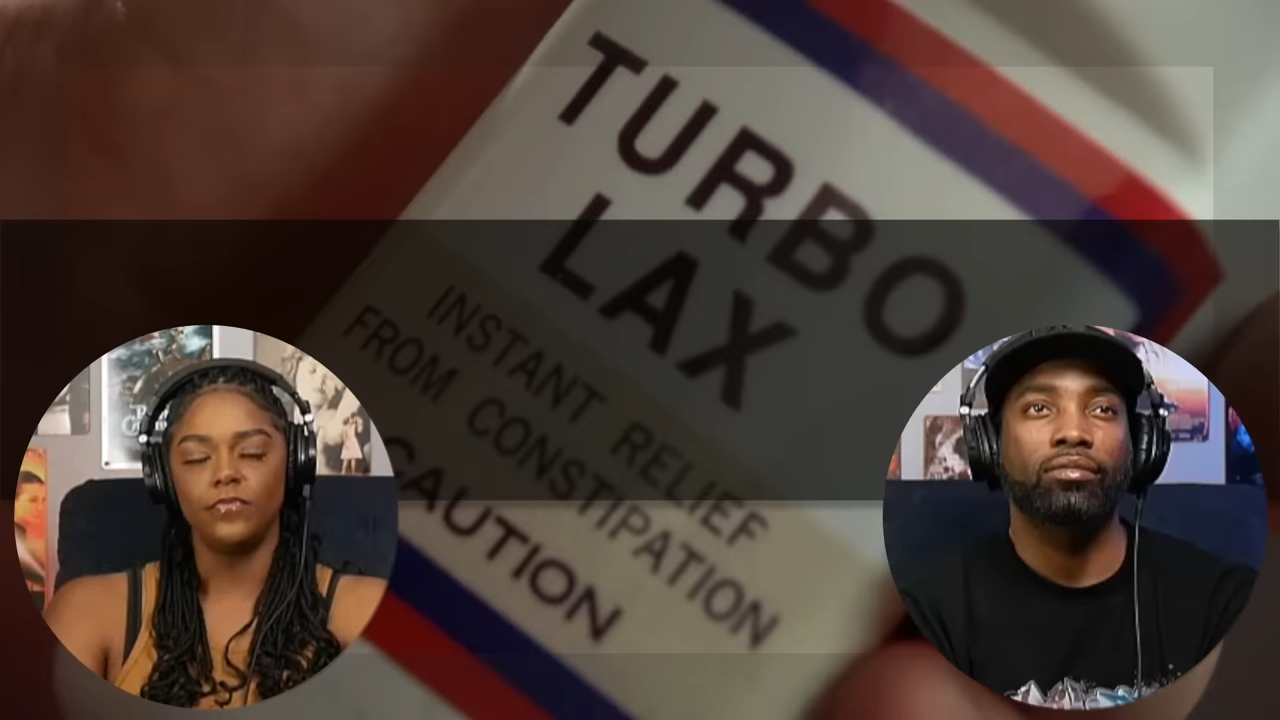 TURBO
LAX
INSTANT RELIEF
FROM CONSTIPATION
CAUTION